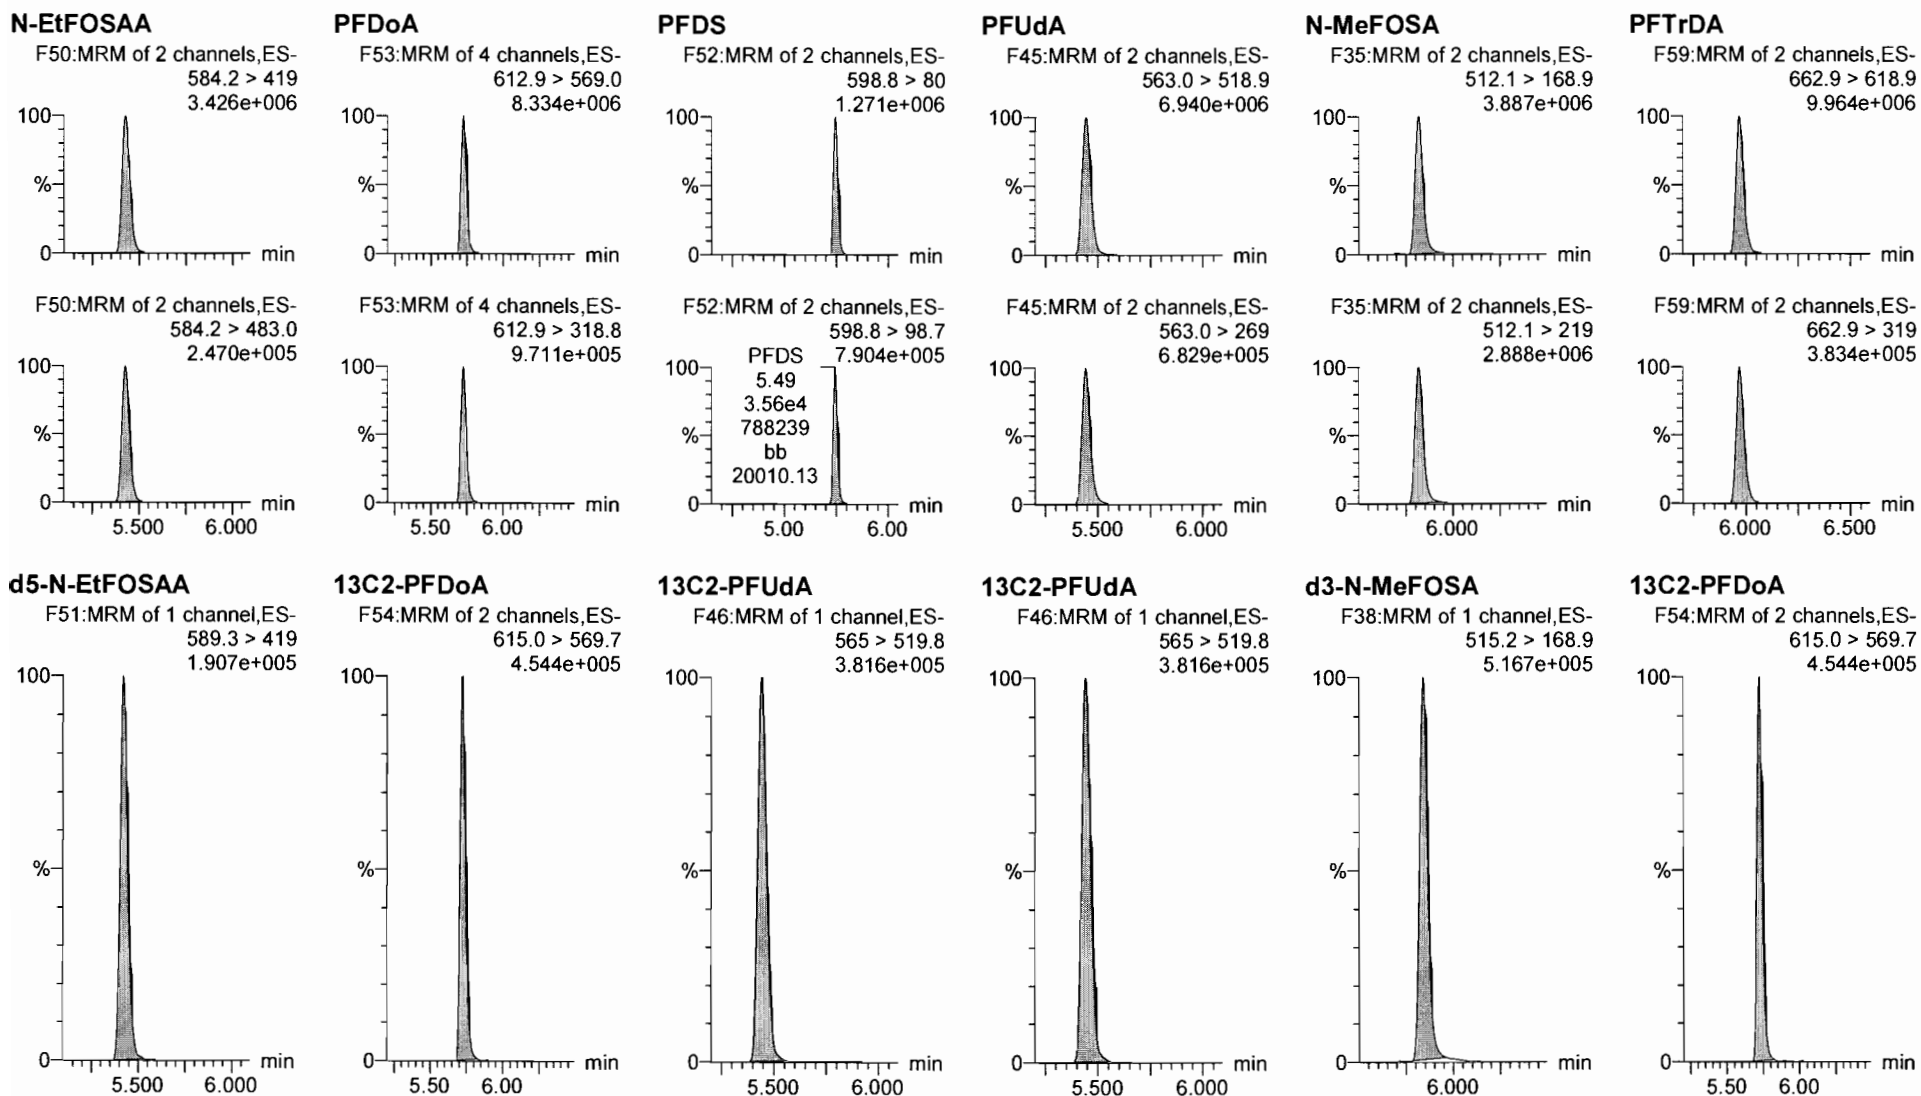 N-EtFOSAA
F50:MRM of 2 channels,ES-
584.2 > 419
3.426e+006
100
%
0
min
F50:MRM of 2 channels,ES-
584.2 > 483.0
2.470e+005
100
%
0
min
5.500 6.000
d5-N-EtFOSAA
F51:MRM of 1 channel,ES-
589.3 > 419
1.907e+005
100
%
0
min
5.500 6.000
PFDoA
F53:MRM of 4 channels,ES-
612.9 > 569.0
8.334e+006
100
%
0
min
F53:MRM of 4 channels,ES-
612.9 > 318.8
9.711e+005
100
%
0
min
5.50 6.00
13C2-PFDoA
F54:MRM of 2 channels,ES-
615.0 > 569.7
4.544e+005
100
%
0
min
5.50 6.00
PFDS
F52:MRM of 2 channels,ES-
598.8 > 80
1.271e+006
100
%
0
min
F52:MRM of 2 channels,ES-
598.8 > 98.7
7.904e+005
PFDS
5.49
3.56e4
788239
bb
20010.13
100
%
0
min
5.00 6.00
13C2-PFUdA
F46:MRM of 1 channel,ES-
565 > 519.8
3.816e+005
100
%
0
min
5.500 6.000
PFUdA
F45:MRM of 2 channels,ES-
563.0 > 518.9
6.940e+006
100
%
0
min
F45:MRM of 2 channels,ES-
563.0 > 269
6.829e+005
100
%
0
min
5.500 6.000
13C2-PFUdA
F46:MRM of 1 channel,ES-
565 > 519.8
3.816e+005
100
%
0
min
5.500 6.000
N-MeFOSA
F35:MRM of 2 channels,ES-
512.1 > 168.9
3.887e+006
100
%
0
min
F35:MRM of 2 channels,ES-
512.1 > 219
2.888e+006
100
%
0
min
6.000
d3-N-MeFOSA
F38:MRM of 1 channel,ES-
515.2 > 168.9
5.167e+005
100
%
0
min
6.000
PFTrDA
F59:MRM of 2 channels,ES-
662.9 > 618.9
9.964e+006
100
%
0
min
F59:MRM of 2 channels,ES-
662.9 > 319
3.834e+005
100
%
0
min
6.000 6.500
13C2-PFDoA
F54:MRM of 2 channels,ES-
615.0 > 569.7
4.544e+005
100
%
0
min
5.50 6.00